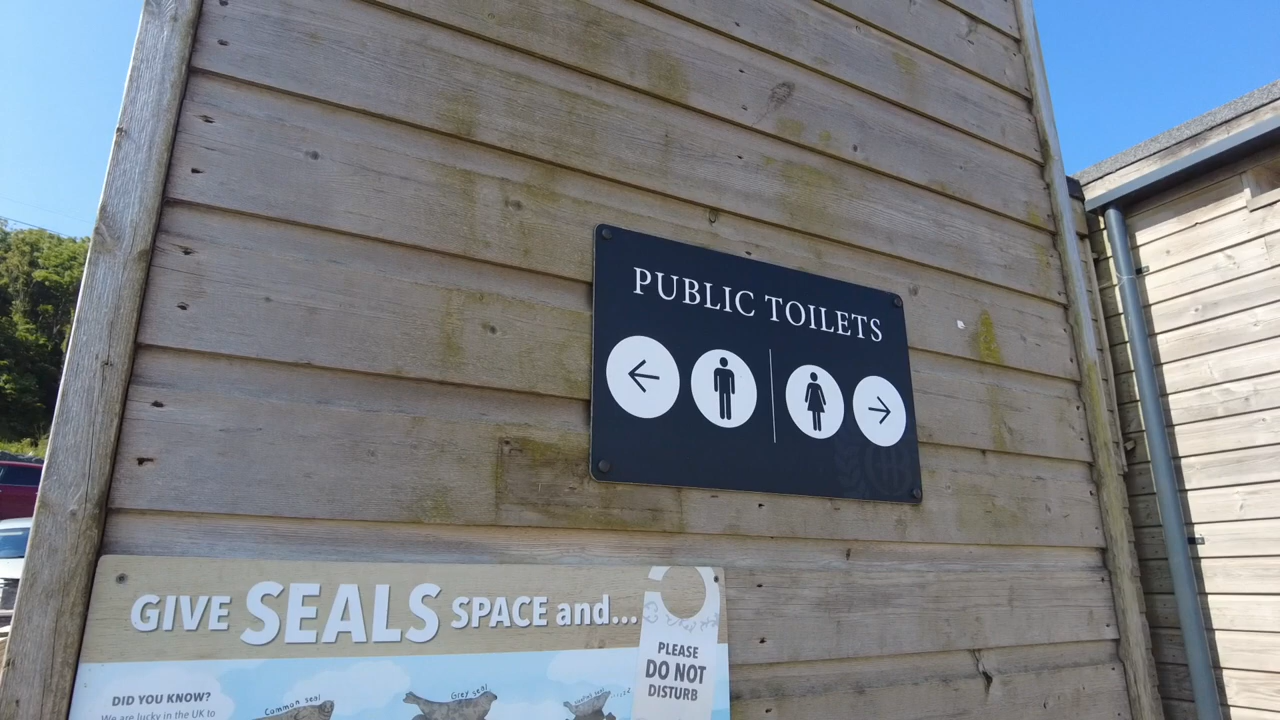 PUBLIC TOILETS
GIVE SEALS SPACE and...
PLEASE
DO NOT
DISTURB
DID YOU KNOW?
We are lucky in the UK to
Common seal
Grey seal